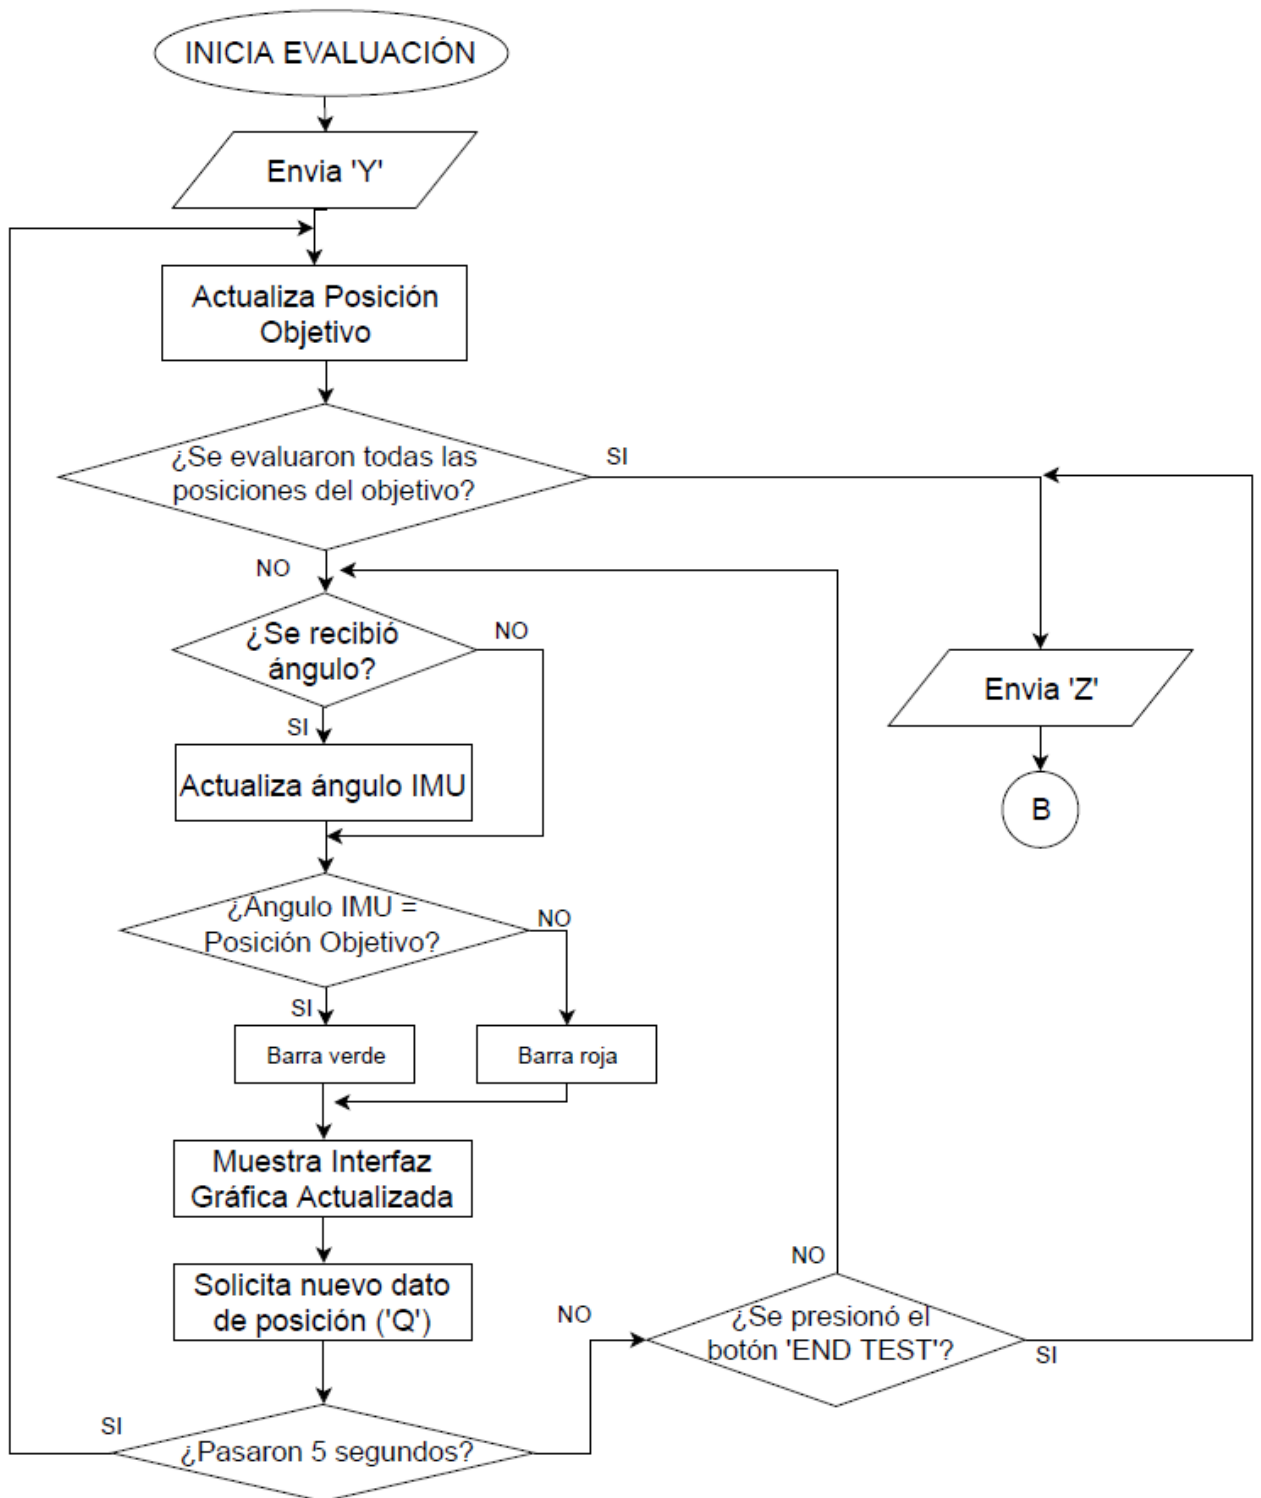 INICIA EVALUACIÓN
Envia 'Y'
Actualiza Posición
Objetivo
¿Se evaluaron todas las
posiciones del objetivo?
SI
NO
¿Se recibió
ángulo?
NO
SI
Actualiza ángulo IMU
Envia 'Z'
B
¿Angulo IMU =
Posición Objetivo?
NO
SI
Barra verde
Barra roja
Muestra Interfaz
Gráfica Actualizada
Solicita nuevo dato
de posición ('Q')
NO
¿Se presionó el
botón 'END TEST'?
NO
SI
SI
¿Pasaron 5 segundos?